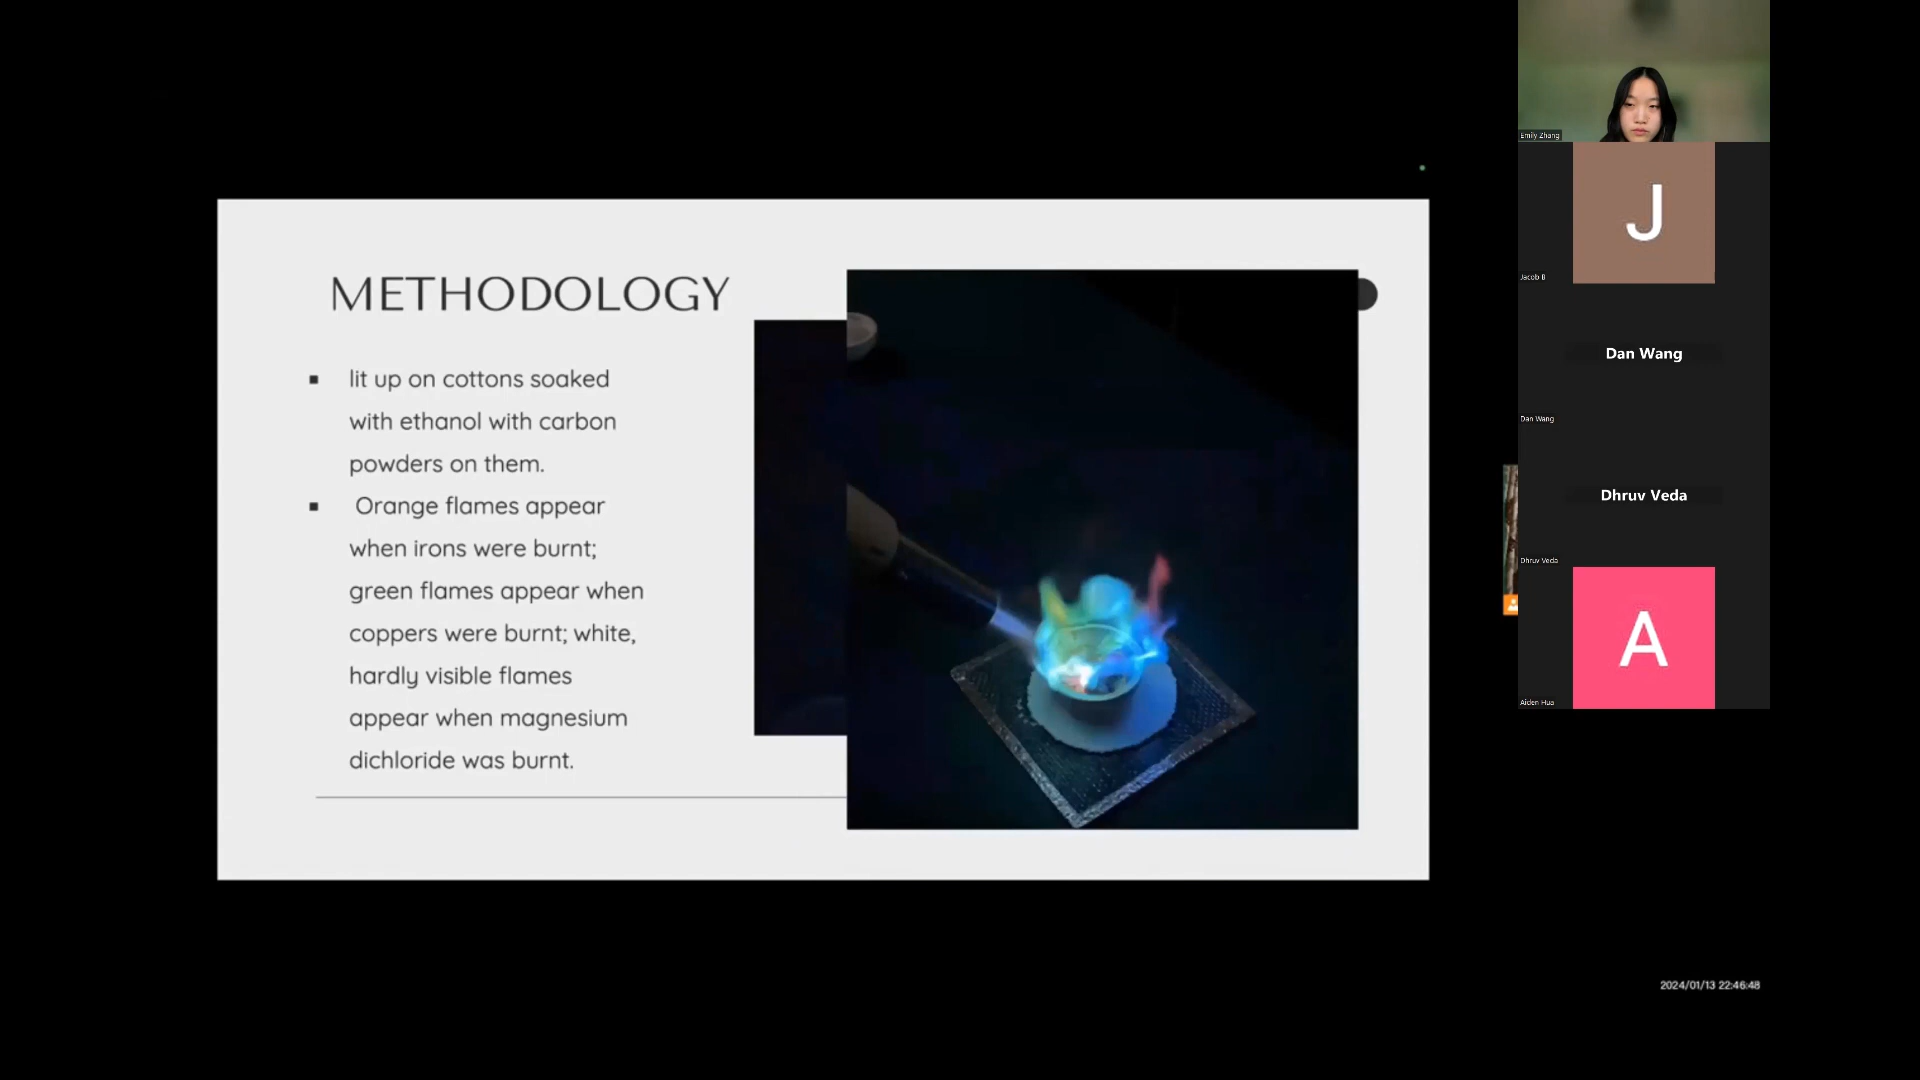 METHODOLOGY
▪ lit up on cottons soaked
with ethanol with carbon
powders on them.
▪ Orange flames appear
when irons were burnt;
green flames appear when
coppers were burnt; white,
hardly visible flames
appear when magnesium
dichloride was burnt.
Emily Zhang
J
Jacob B
Dan Wang
Dan Wang
Dhruv Veda
Dhruv Veda
A
Aiden Hua
2024/01/13 22:46:48